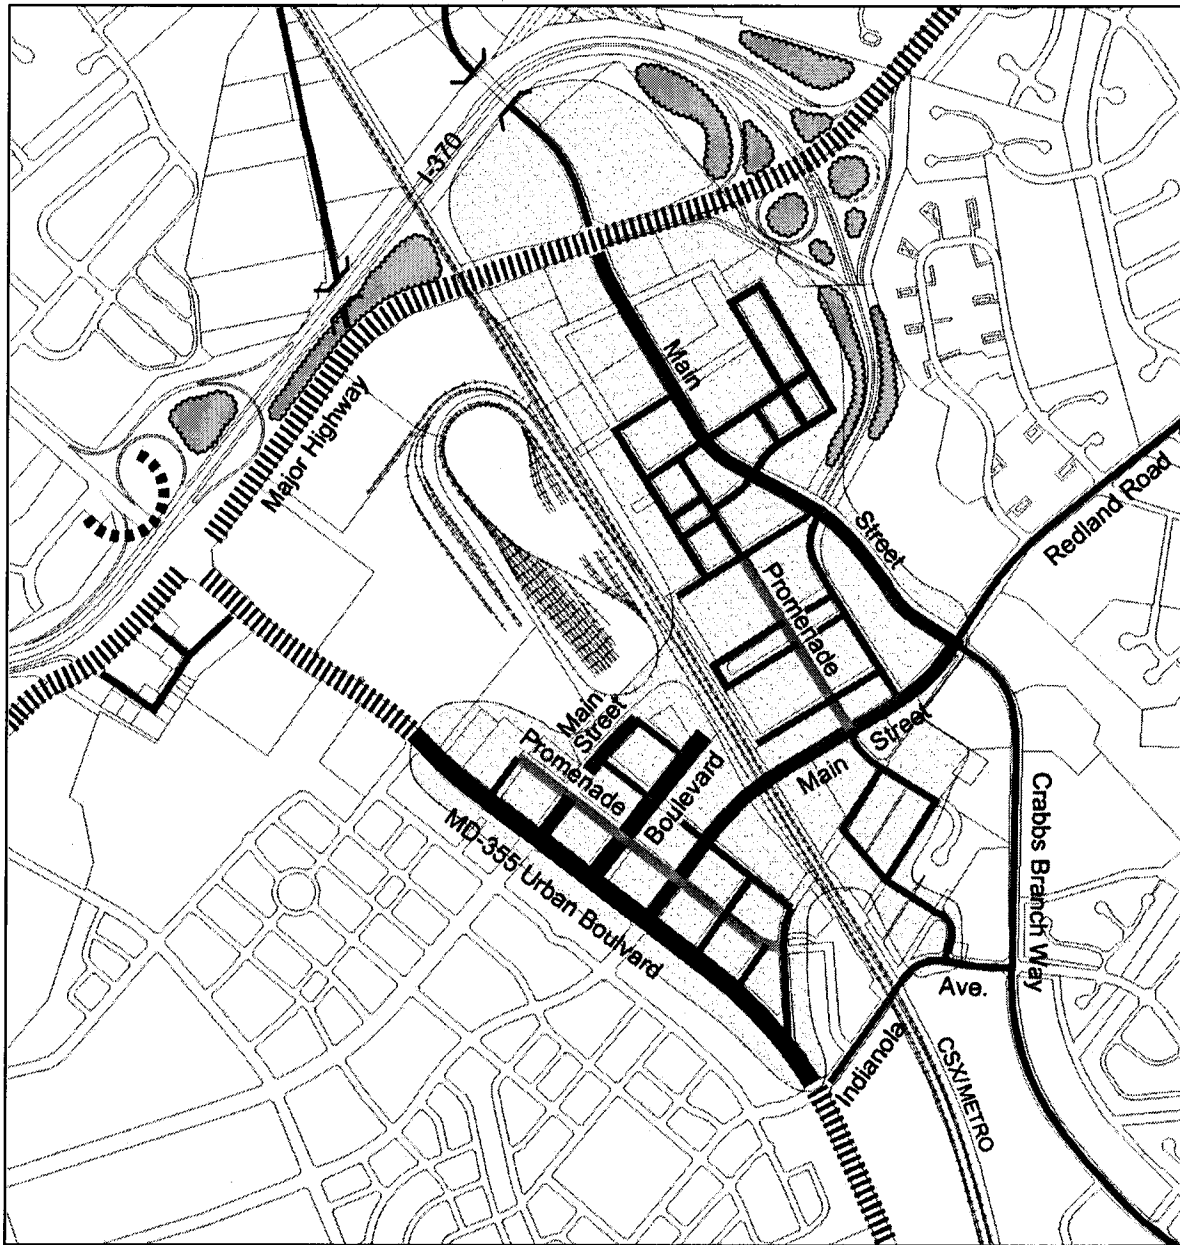 I-370
Main
Major Highway
Street
Redland Road
Promenade
Main
Street
Street
Promenade
Main
Boulevard
MD-355 Urban Boulvard
Crabbs Branch Way
Ave.
Indianola
CSX/METRO